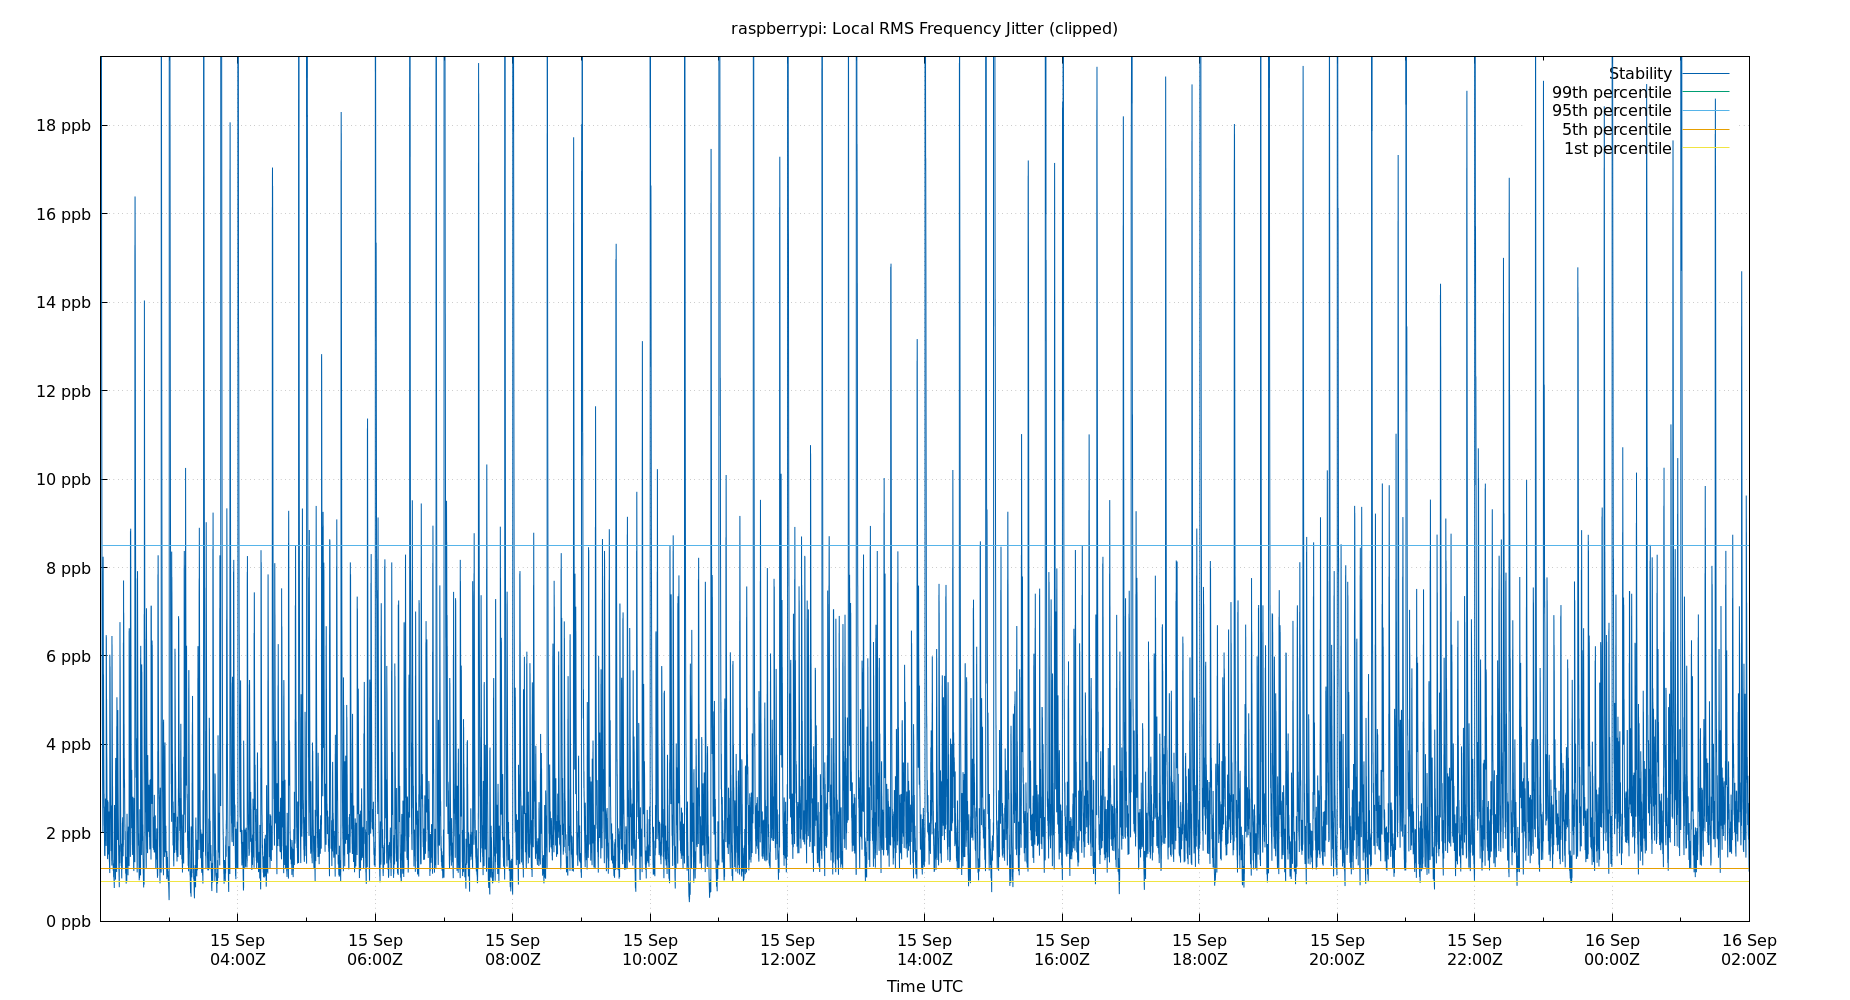 raspberrypi: Local RMS Frequency Jitter (clipped)
Stability
99th percentile
95th percentile
5th percentile
1st percentile
18 ppb
16 ppb
14 ppb
12 ppb
10 ppb
8 ppb
6 ppb
4 ppb
2 ppb
0 ppb
15 Sep 15 Sep 15 Sep 15 Sep 15 Sep 15 Sep 15 Sep 15 Sep 15 Sep 15 Sep 16 Sep 16 Sep
04:00Z 06:00Z 08:00Z 10:00Z 12:00Z 14:00Z 16:00Z 18:00Z 20:00Z 22:00Z 00:00Z 02:00Z
Time UTC